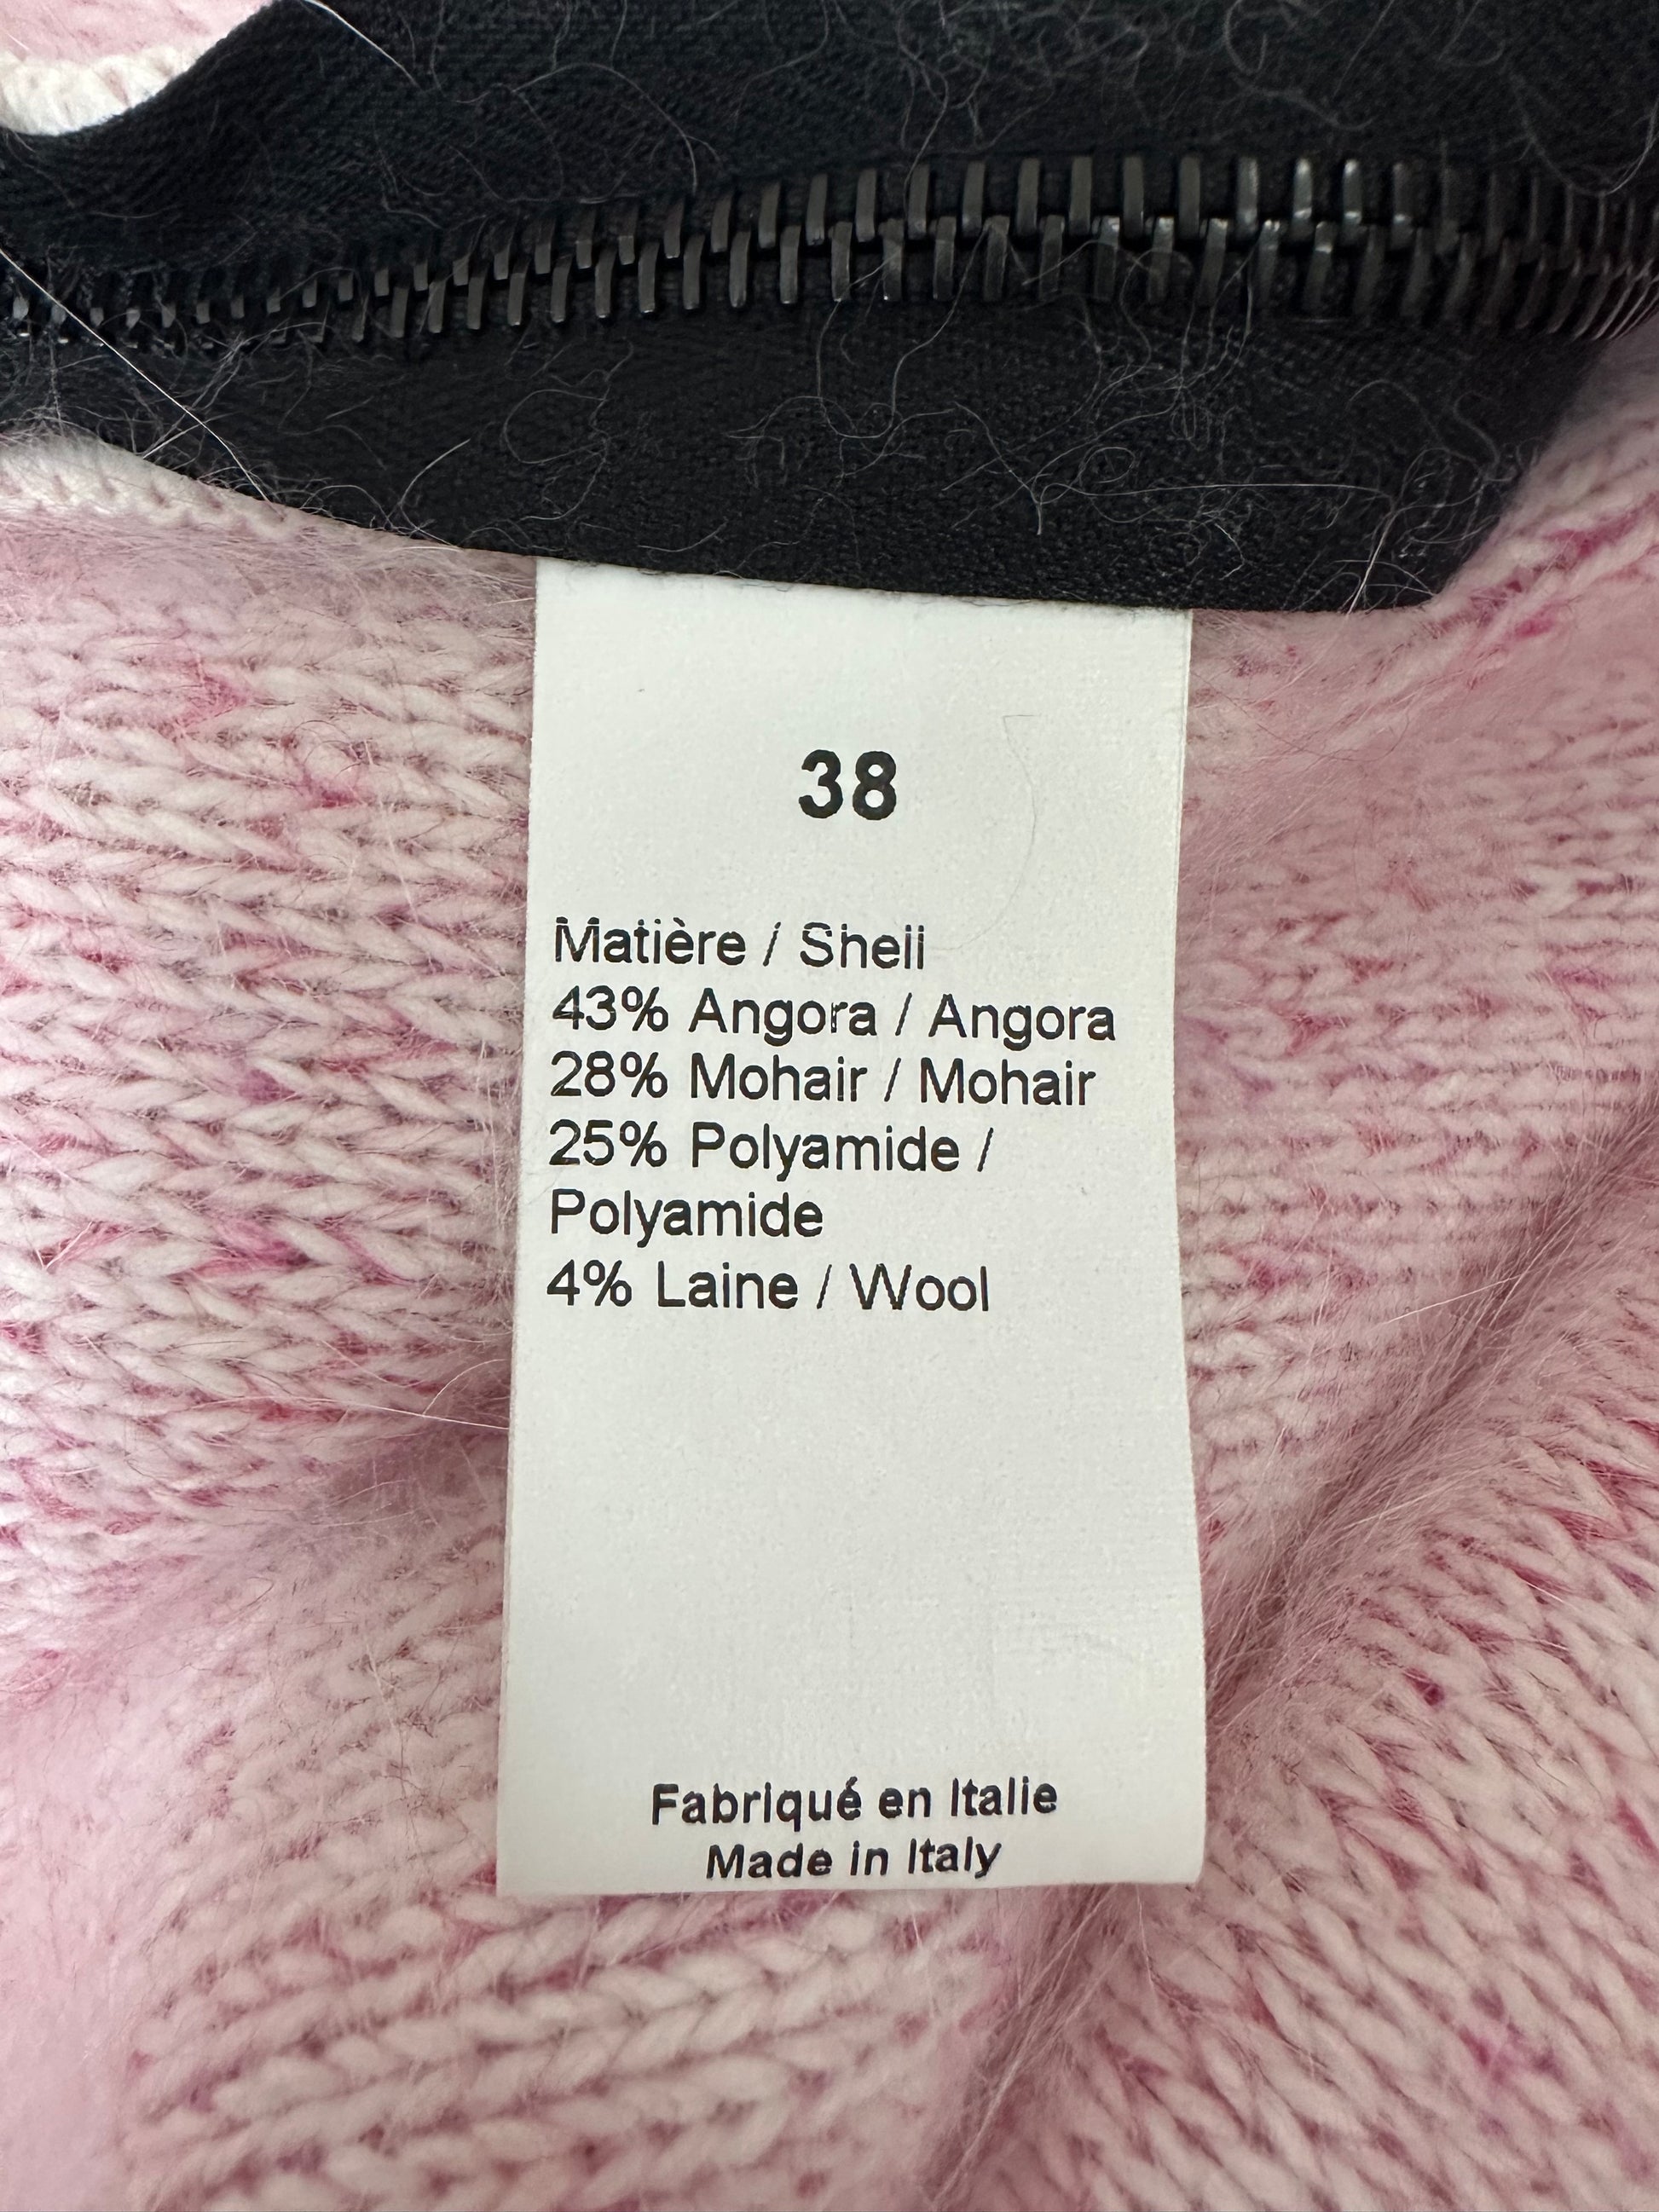 38
Matière / Shell
43% Angora / Angora
28% Mohair / Mohair
25% Polyamide /
Polyamide
4% Laine / Wool
Fabriqué en Italie
Made in Italy